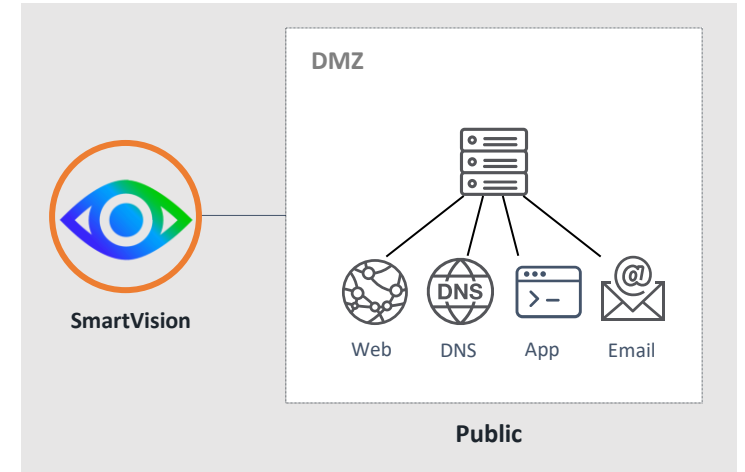 DMZ
@
DNS
SmartVision
Web
DNS
App
Email
Public